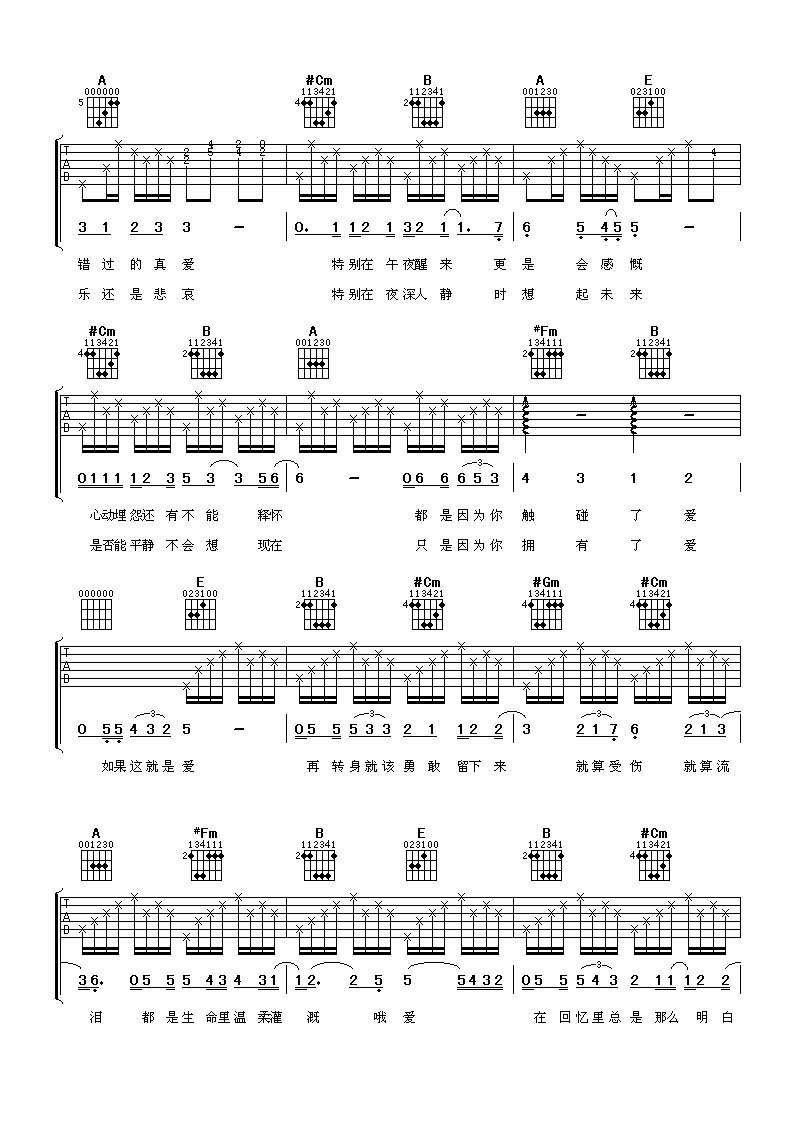 A #Cm B A E
000000 113421 112341 001230 023100
5 4 2
T A B 2 2 4 5 2 4 0 2 4
3 1 2 3 3 – 0. 1 1 2 1 3 2 1 1. 7 6 5 4 5 5 –
错过的真爱 特别在午夜醒来 更是会感慨
乐还是悲哀 特别在夜深人静 时想起未来
#Cm B A #Fm B
113421 112341 001230 134111 112341
4 2 2 2
T A B – –
0 1 1 1 1 2 3 5 3 3 5 6 6 – 0 6 6 6 5 3 4 3 1 2
心动埋怨还有不能释怀 都是因为你触碰了爱
是否能平静不会想现在 只是因为你拥有了爱
E B #Cm #Gm #Cm
000000 023100 112341 113421 134111 113421
2 4 4 4
T A B
0 5 5 4 3 2 5 – 0 5 5 5 3 3 2 1 1 2 2 3 2 1 7 6 2 1 3
如果这就是爱 再转身就该勇敢留下来 就算受伤 就算流
A #Fm B E B #Cm
001230 134111 112341 023100 112341 113421
2 2 2 4
T A B
3 6. 0 5 5 5 4 3 4 3 1 1 2. 2 5 5 5 4 3 2 0 5 5 5 4 3 2 1 1 1 2 2
泪 都是生命里温柔灌溉 哦爱 在回忆里总是那么明白